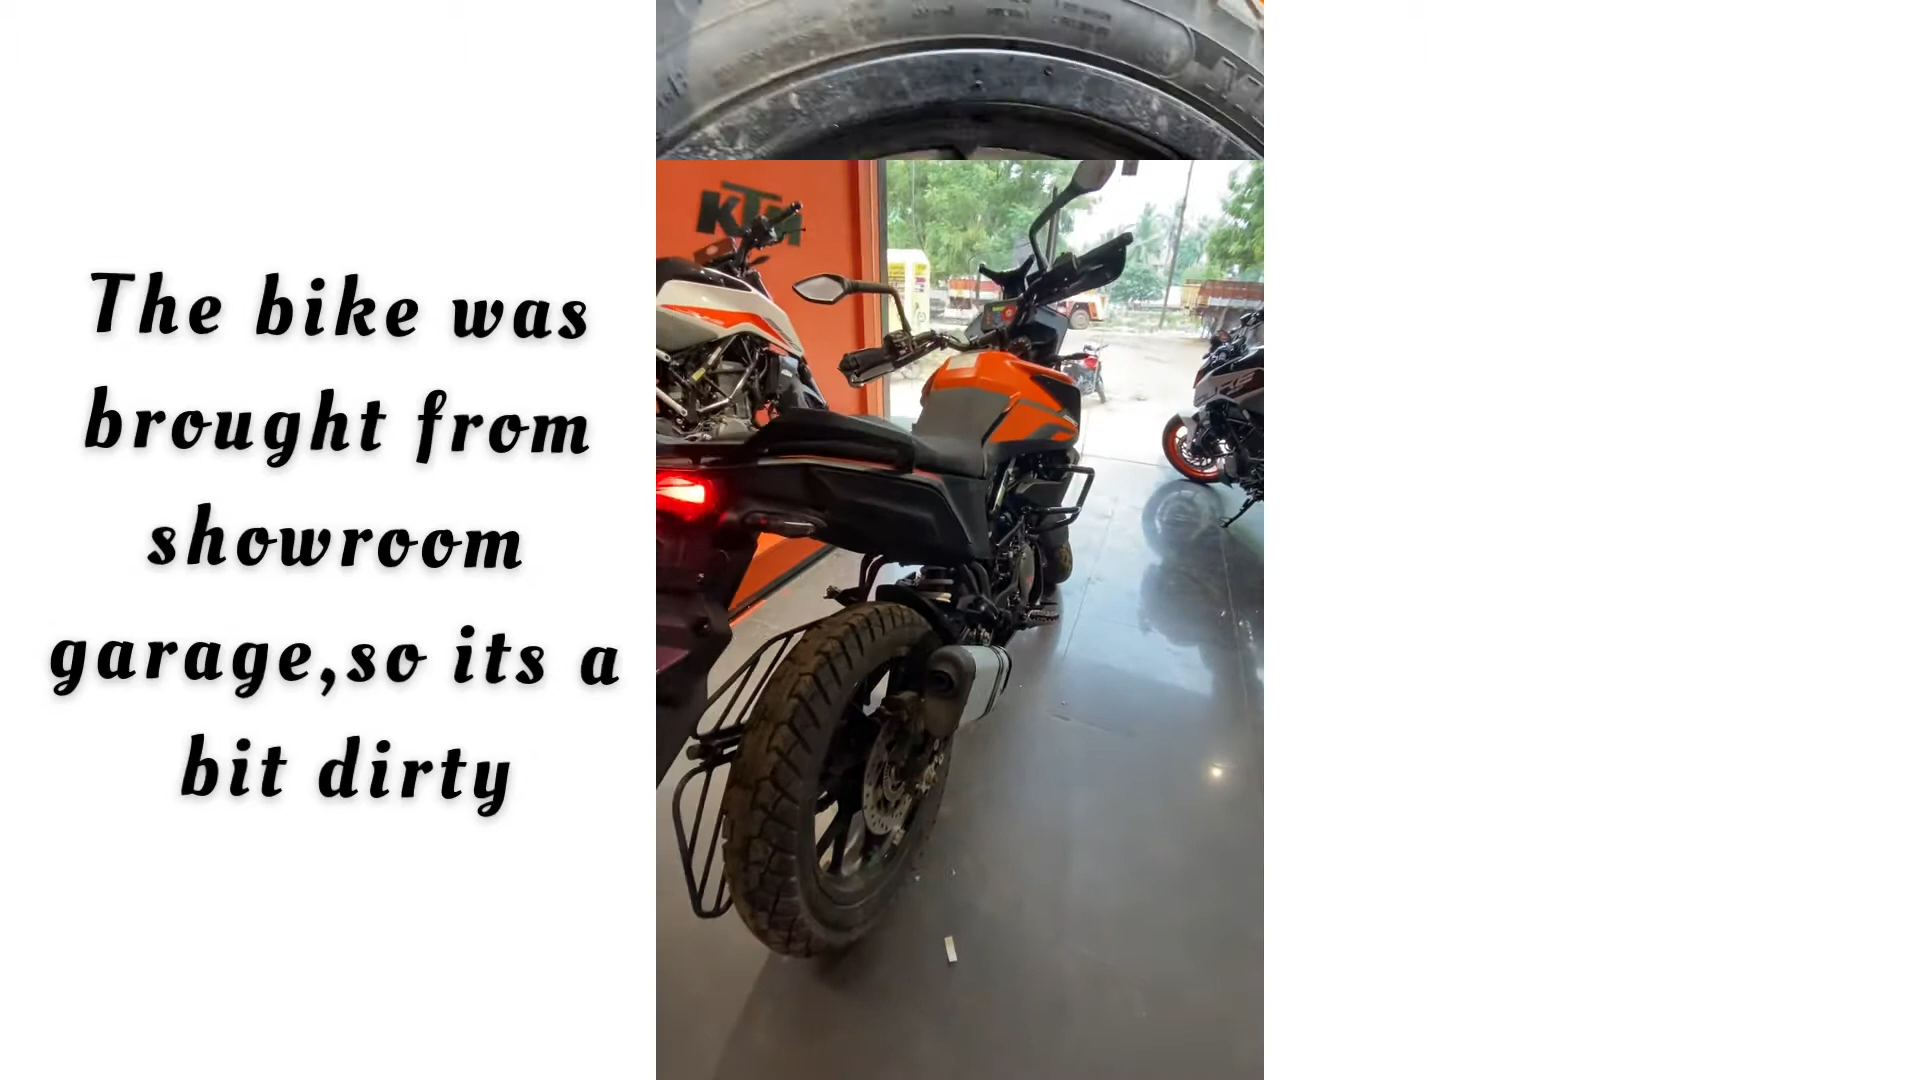 The bike was
brought from
showroom
garage,so its a
bit dirty
KTM